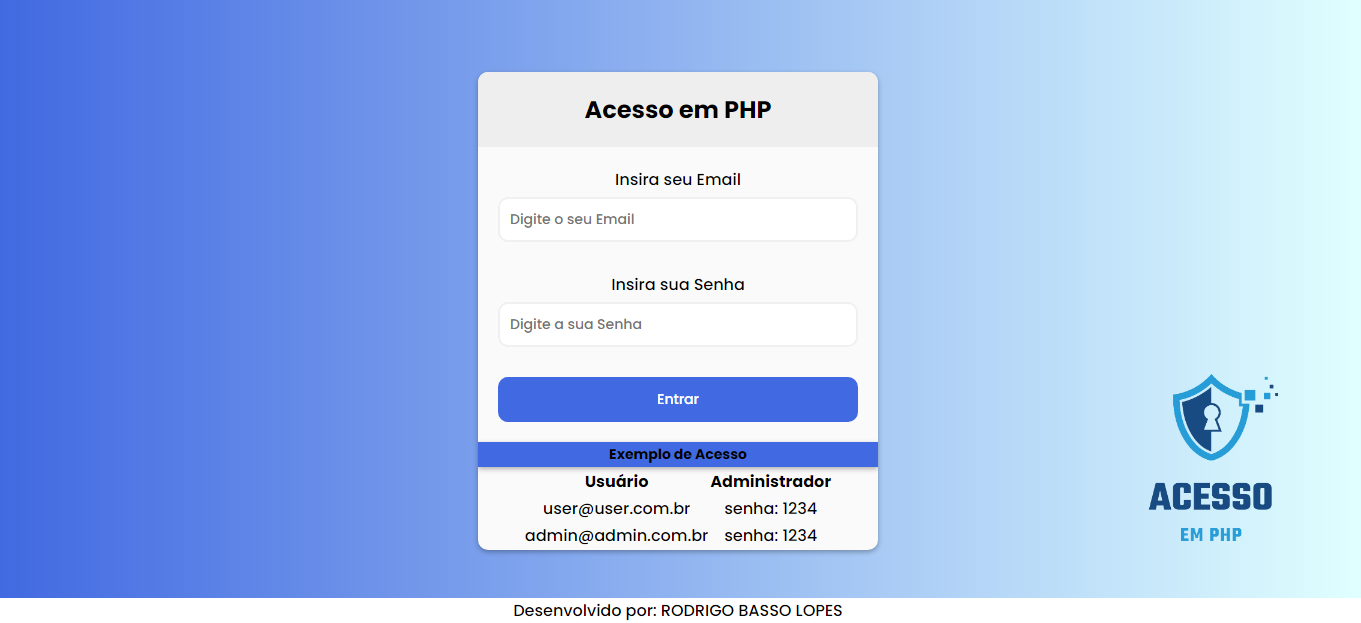 Acesso em PHP
Insira seu Email
Digite o seu Email
Insira sua Senha
Digite a sua Senha
Entrar
Exemplo de Acesso
Usuário Administrador
user@user.com.br senha: 1234
admin@admin.com.br senha: 1234
ACESSO
EM PHP
Desenvolvido por: RODRIGO BASSO LOPES